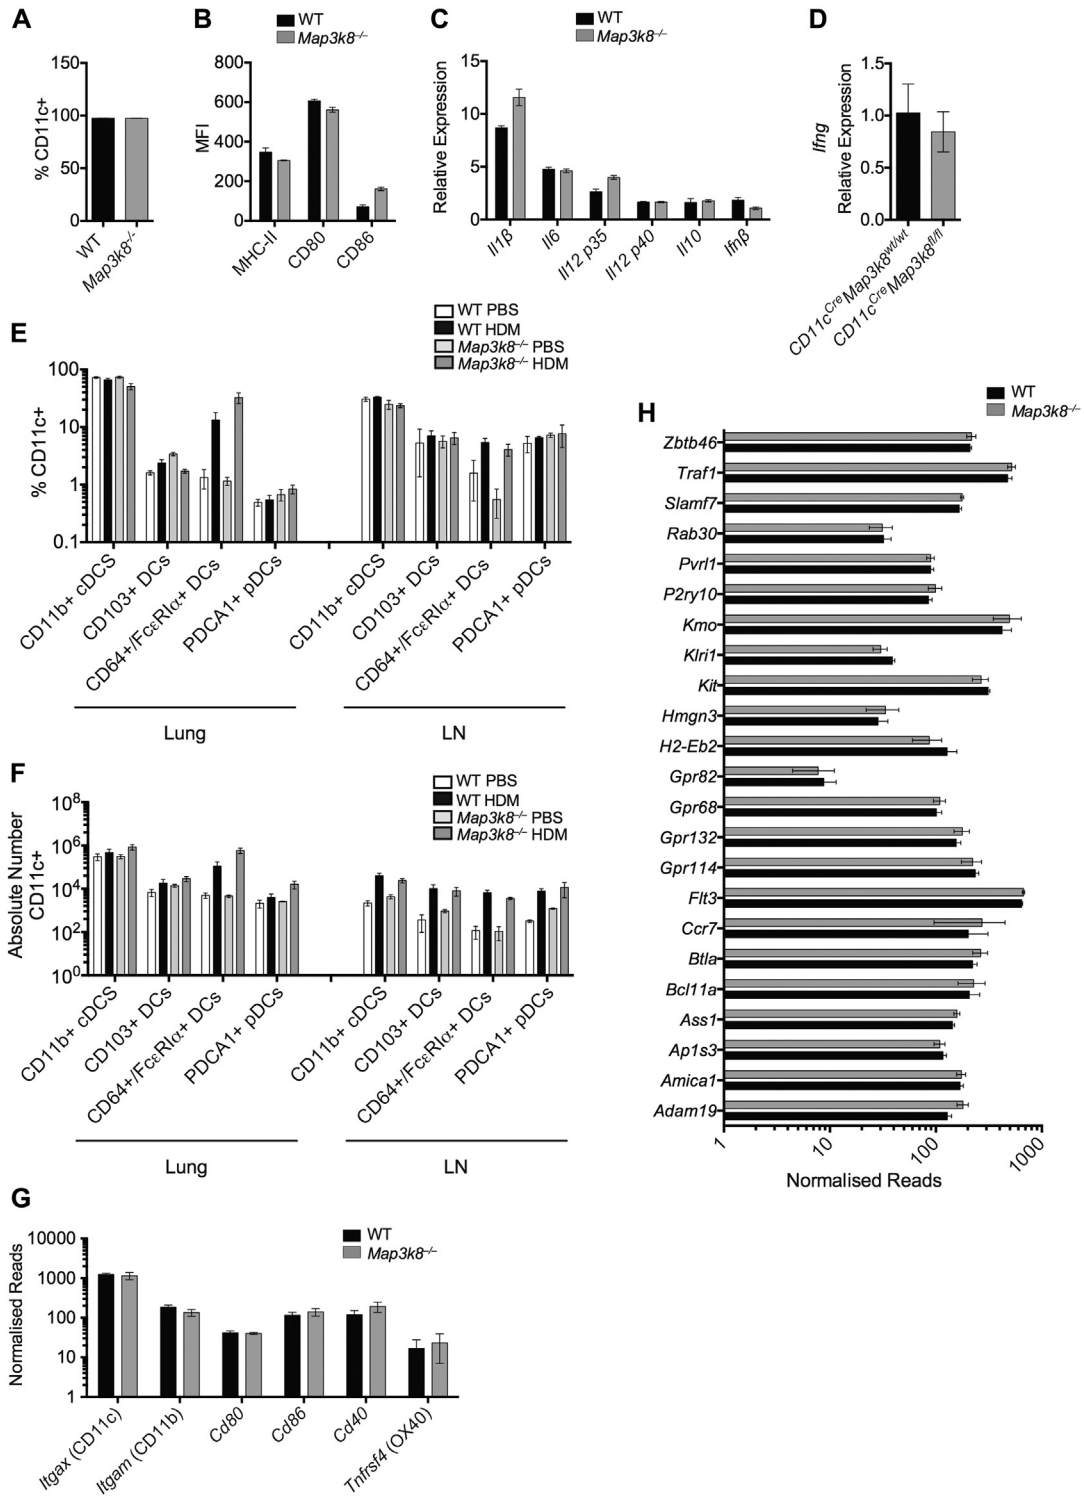 A
150
100
50
0
% CD11c+
WT
Map3k8-/-
B
WT
Map3k8–/–
800
600
400
200
0
MFI
MHC-II
CD80
CD86
C
WT
Map3k8–/–
15
10
5
0
Relative Expression
Il1β
Il6
Il12 p35
Il12 p40
Il10
Ifnβ
D
1.5
1.0
0.5
0.0
Ifng
Relative Expression
CD11cCreMap3k8wt/wt
CD11cCreMap3k8fl/fl
E
WT PBS
WT HDM
Map3k8–/– PBS
Map3k8–/– HDM
100
10
1
0.1
% CD11c+
CD11b+ cDCS
CD103+ DCs
CD64+/FcεRIα+ DCs
PDCA1+ pDCs
CD11b+ cDCS
CD103+ DCs
CD64+/FcεRIα+ DCs
PDCA1+ pDCs
Lung
LN
F
WT PBS
WT HDM
Map3k8–/– PBS
Map3k8–/– HDM
10⁸
10⁶
10⁴
10²
10⁰
Absolute Number
CD11c+
CD11b+ cDCS
CD103+ DCs
CD64+/FcεRIα+ DCs
PDCA1+ pDCs
CD11b+ cDCS
CD103+ DCs
CD64+/FcεRIα+ DCs
PDCA1+ pDCs
Lung
LN
G
WT
Map3k8–/–
10000
1000
100
10
1
Normalised Reads
Itgax (CD11c)
Itgam (CD11b)
Cd80
Cd86
Cd40
Tnfrsf4 (OX40)
H
WT
Map3k8–/–
Zbtb46
Traf1
Slamf7
Rab30
Pvrl1
P2ry10
Kmo
Klri1
Kit
Hmgn3
H2-Eb2
Gpr82
Gpr68
Gpr132
Gpr114
Flt3
Ccr7
Btla
Bcl11a
Ass1
Ap1s3
Amica1
Adam19
1
10
100
1000
Normalised Reads